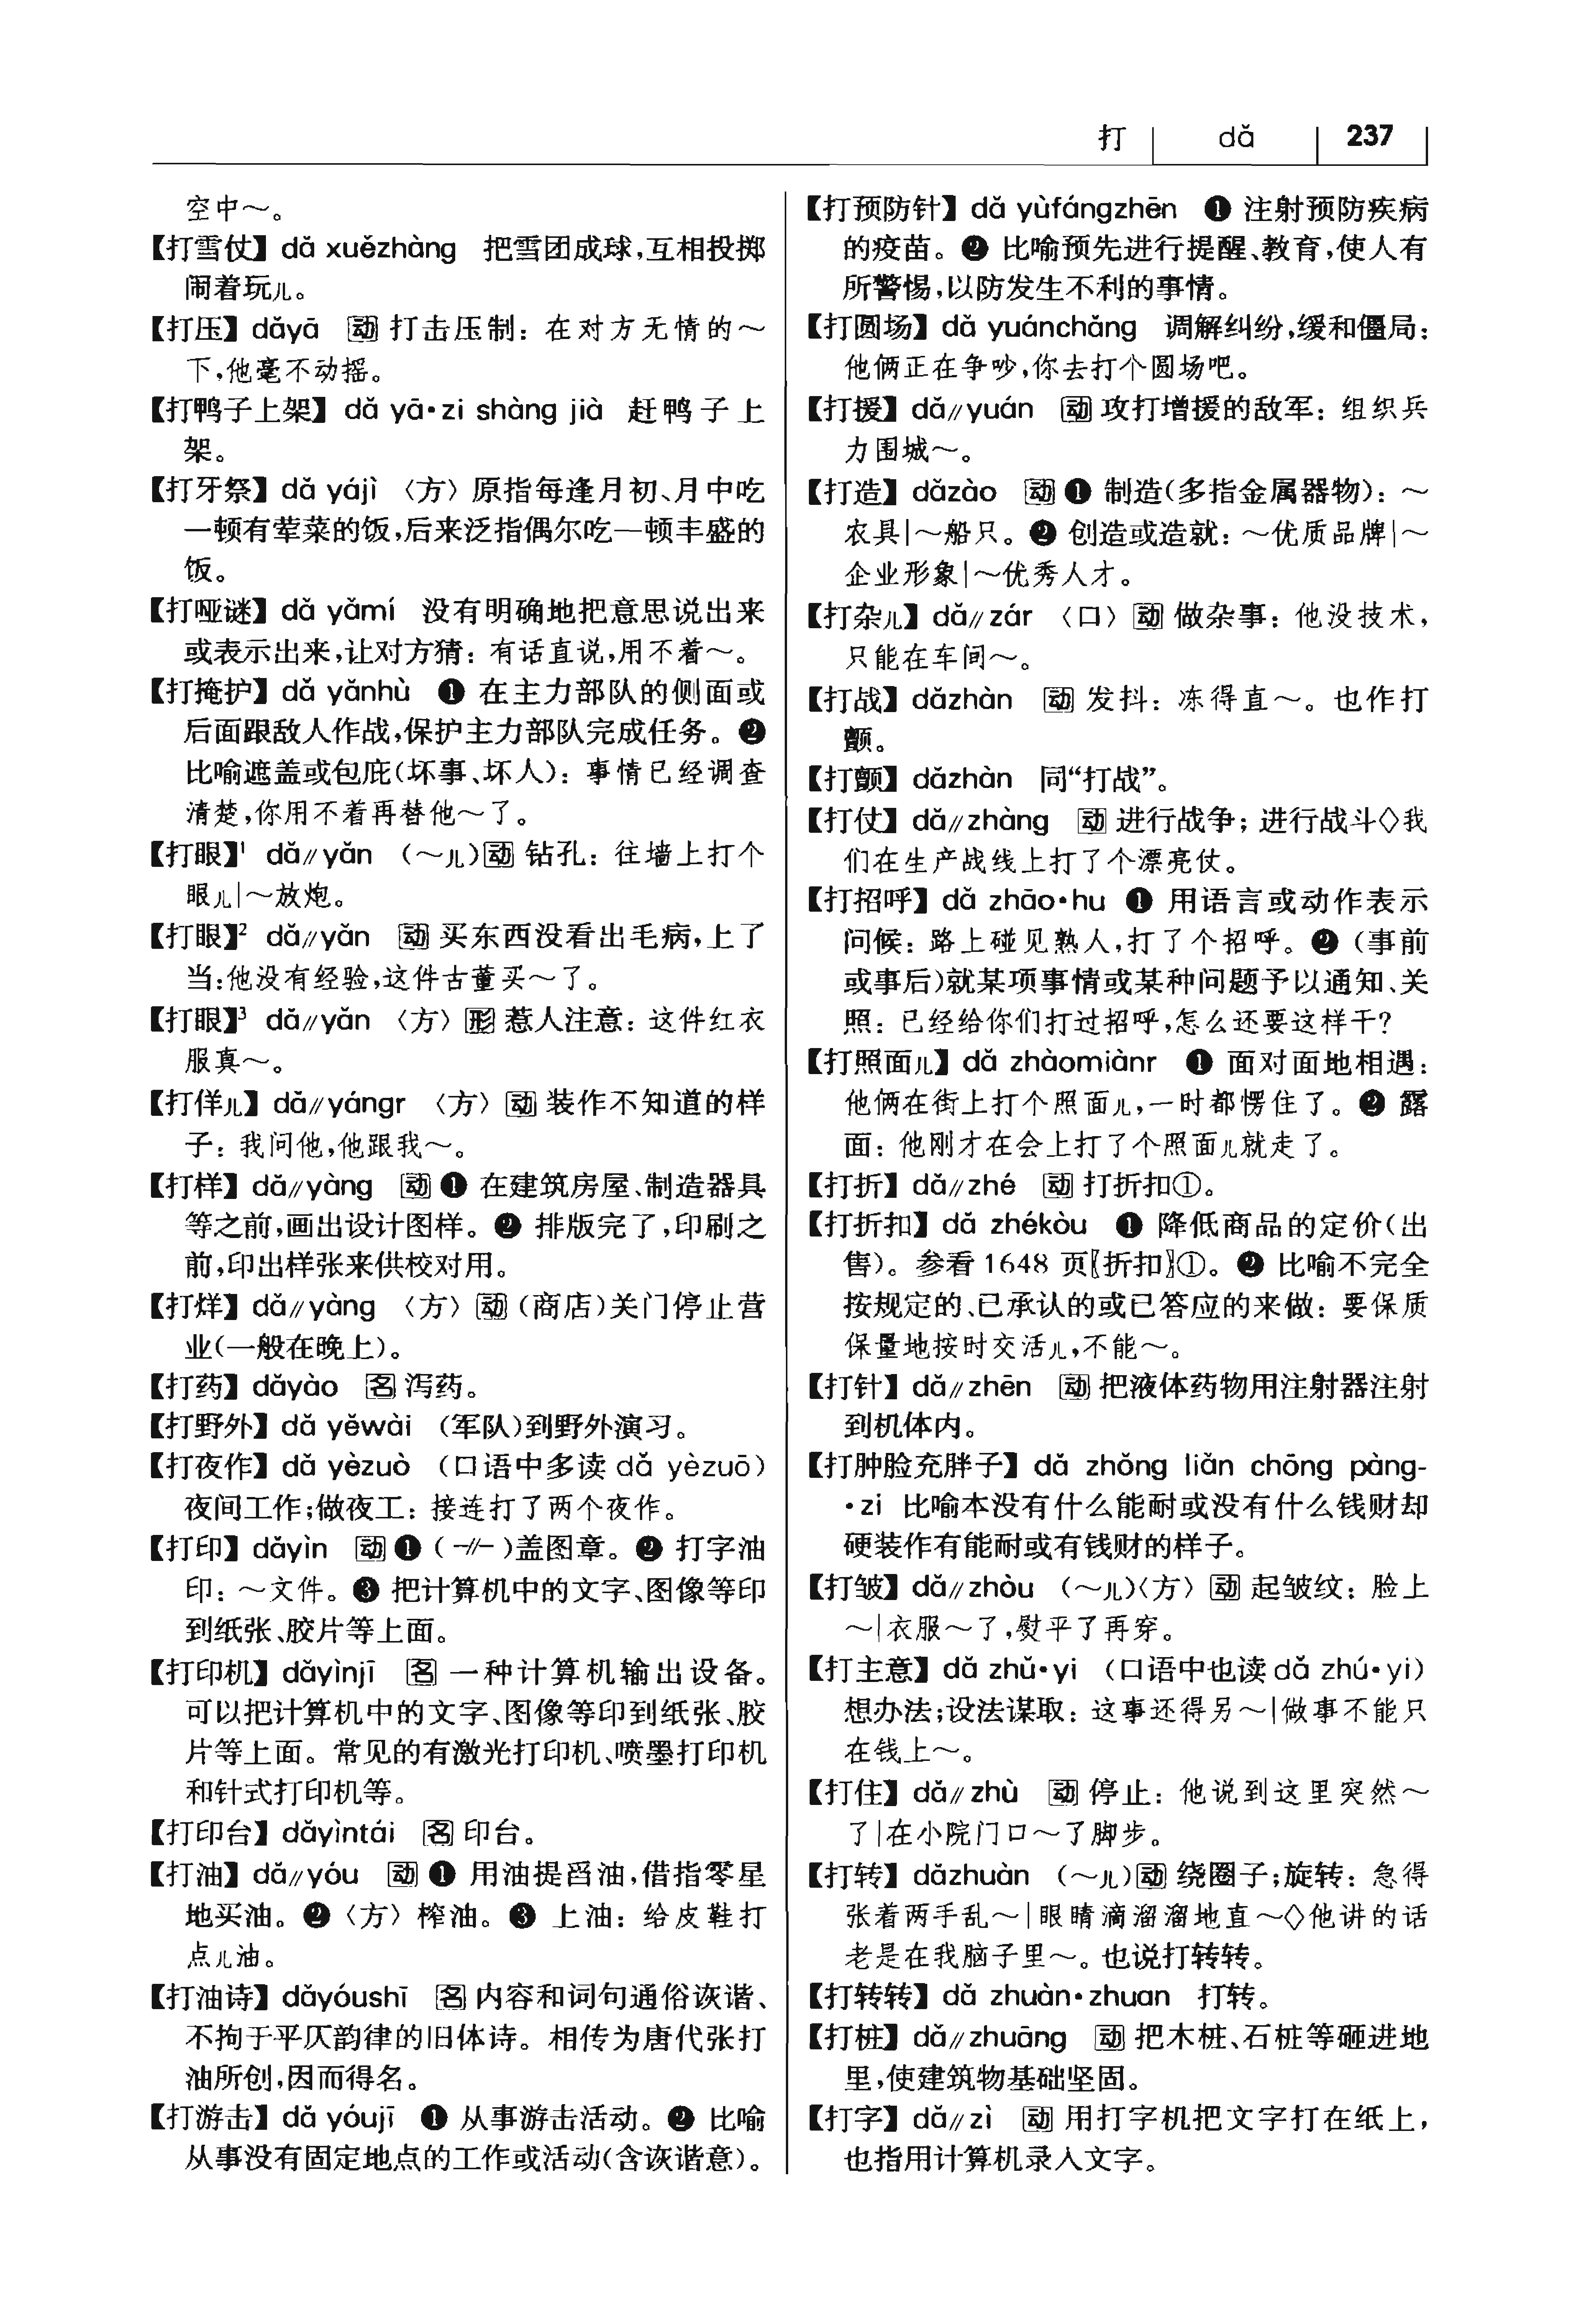 打 dǎ 237
空中～。
【打雪仗】 dǎ xuězhàng 把雪团成球,互相投掷
闹着玩儿。
【打压】 dǎyā 动 打击压制：在对方无情的～
下,他毫不动摇。
【打鸭子上架】 dǎ yā·zi shàng jià 赶鸭子上
架。
【打牙祭】 dǎ yájì 〈方〉原指每逢月初、月中吃
一顿有荤菜的饭,后来泛指偶尔吃一顿丰盛的
饭。
【打哑谜】 dǎ yǎmí 没有明确地把意思说出来
或表示出来,让对方猜：有话直说,用不着～。
【打掩护】 dǎ yǎnhù ❶ 在主力部队的侧面或
后面跟敌人作战,保护主力部队完成任务。❷
比喻遮盖或包庇(坏事、坏人)：事情已经调查
清楚,你用不着再替他～了。
【打眼】¹ dǎ∥yǎn (～儿)动 钻孔：往墙上打个
眼儿|～放炮。
【打眼】² dǎ∥yǎn 动 买东西没看出毛病,上了
当:他没有经验,这件古董买～了。
【打眼】³ dǎ∥yǎn 〈方〉形 惹人注意：这件红衣
服真～。
【打佯儿】 dǎ∥yángr 〈方〉动 装作不知道的样
子：我问他,他跟我～。
【打样】 dǎ∥yàng 动 ❶ 在建筑房屋、制造器具
等之前,画出设计图样。❷ 排版完了,印刷之
前,印出样张来供校对用。
【打烊】 dǎ∥yàng 〈方〉动 (商店)关门停止营
业(一般在晚上)。
【打药】 dǎyào 名 泻药。
【打野外】 dǎ yěwài (军队)到野外演习。
【打夜作】 dǎ yèzuò (口语中多读 dǎ yèzuō)
夜间工作;做夜工：接连打了两个夜作。
【打印】 dǎyìn 动 ❶ (-∥-)盖图章。❷ 打字油
印：～文件。❸ 把计算机中的文字、图像等印
到纸张、胶片等上面。
【打印机】 dǎyìnjī 名 一种计算机输出设备。
可以把计算机中的文字、图像等印到纸张、胶
片等上面。常见的有激光打印机、喷墨打印机
和针式打印机等。
【打印台】 dǎyìntái 名 印台。
【打油】 dǎ∥yóu 动 ❶ 用油提舀油,借指零星
地买油。❷〈方〉榨油。❸ 上油：给皮鞋打
点儿油。
【打油诗】 dǎyóushī 名 内容和词句通俗诙谐、
不拘于平仄韵律的旧体诗。相传为唐代张打
油所创,因而得名。
【打游击】 dǎ yóujī ❶ 从事游击活动。❷ 比喻
从事没有固定地点的工作或活动(含诙谐意)。
【打预防针】 dǎ yùfángzhēn ❶ 注射预防疾病
的疫苗。❷ 比喻预先进行提醒、教育,使人有
所警惕,以防发生不利的事情。
【打圆场】 dǎ yuánchǎng 调解纠纷,缓和僵局：
他俩正在争吵,你去打个圆场吧。
【打援】 dǎ∥yuán 动 攻打增援的敌军：组织兵
力围城～。
【打造】 dǎzào 动 ❶ 制造(多指金属器物)：～
农具|～船只。❷ 创造或造就：～优质品牌|～
企业形象|～优秀人才。
【打杂儿】 dǎ∥zár 〈口〉动 做杂事：他没技术,
只能在车间～。
【打战】 dǎzhàn 动 发抖：冻得直～。也作打
颤。
【打颤】 dǎzhàn 同“打战”。
【打仗】 dǎ∥zhàng 动 进行战争；进行战斗◇我
们在生产战线上打了个漂亮仗。
【打招呼】 dǎ zhāo·hu ❶ 用语言或动作表示
问候：路上碰见熟人,打了个招呼。❷ (事前
或事后)就某项事情或某种问题予以通知、关
照：已经给你们打过招呼,怎么还要这样干?
【打照面儿】 dǎ zhàomiànr ❶ 面对面地相遇：
他俩在街上打个照面儿,一时都愣住了。❷ 露
面：他刚才在会上打了个照面儿就走了。
【打折】 dǎ∥zhé 动 打折扣①。
【打折扣】 dǎ zhékòu ❶ 降低商品的定价(出
售)。参看 1648 页〖折扣〗①。❷ 比喻不完全
按规定的、已承认的或已答应的来做：要保质
保量地按时交活儿,不能～。
【打针】 dǎ∥zhēn 动 把液体药物用注射器注射
到机体内。
【打肿脸充胖子】 dǎ zhǒng liǎn chōng pàng-
·zi 比喻本没有什么能耐或没有什么钱财却
硬装作有能耐或有钱财的样子。
【打皱】 dǎ∥zhòu (～儿)〈方〉动 起皱纹：脸上
～|衣服～了,熨平了再穿。
【打主意】 dǎ zhǔ·yi (口语中也读 dǎ zhú·yi)
想办法;设法谋取：这事还得另～|做事不能只
在钱上～。
【打住】 dǎ∥zhù 动 停止：他说到这里突然～
了|在小院门口～了脚步。
【打转】 dǎzhuàn (～儿)动 绕圈子;旋转：急得
张着两手乱～|眼睛滴溜溜地直～◇他讲的话
老是在我脑子里～。也说打转转。
【打转转】 dǎ zhuàn·zhuan 打转。
【打桩】 dǎ∥zhuāng 动 把木桩、石桩等砸进地
里,使建筑物基础坚固。
【打字】 dǎ∥zì 动 用打字机把文字打在纸上,
也指用计算机录入文字。